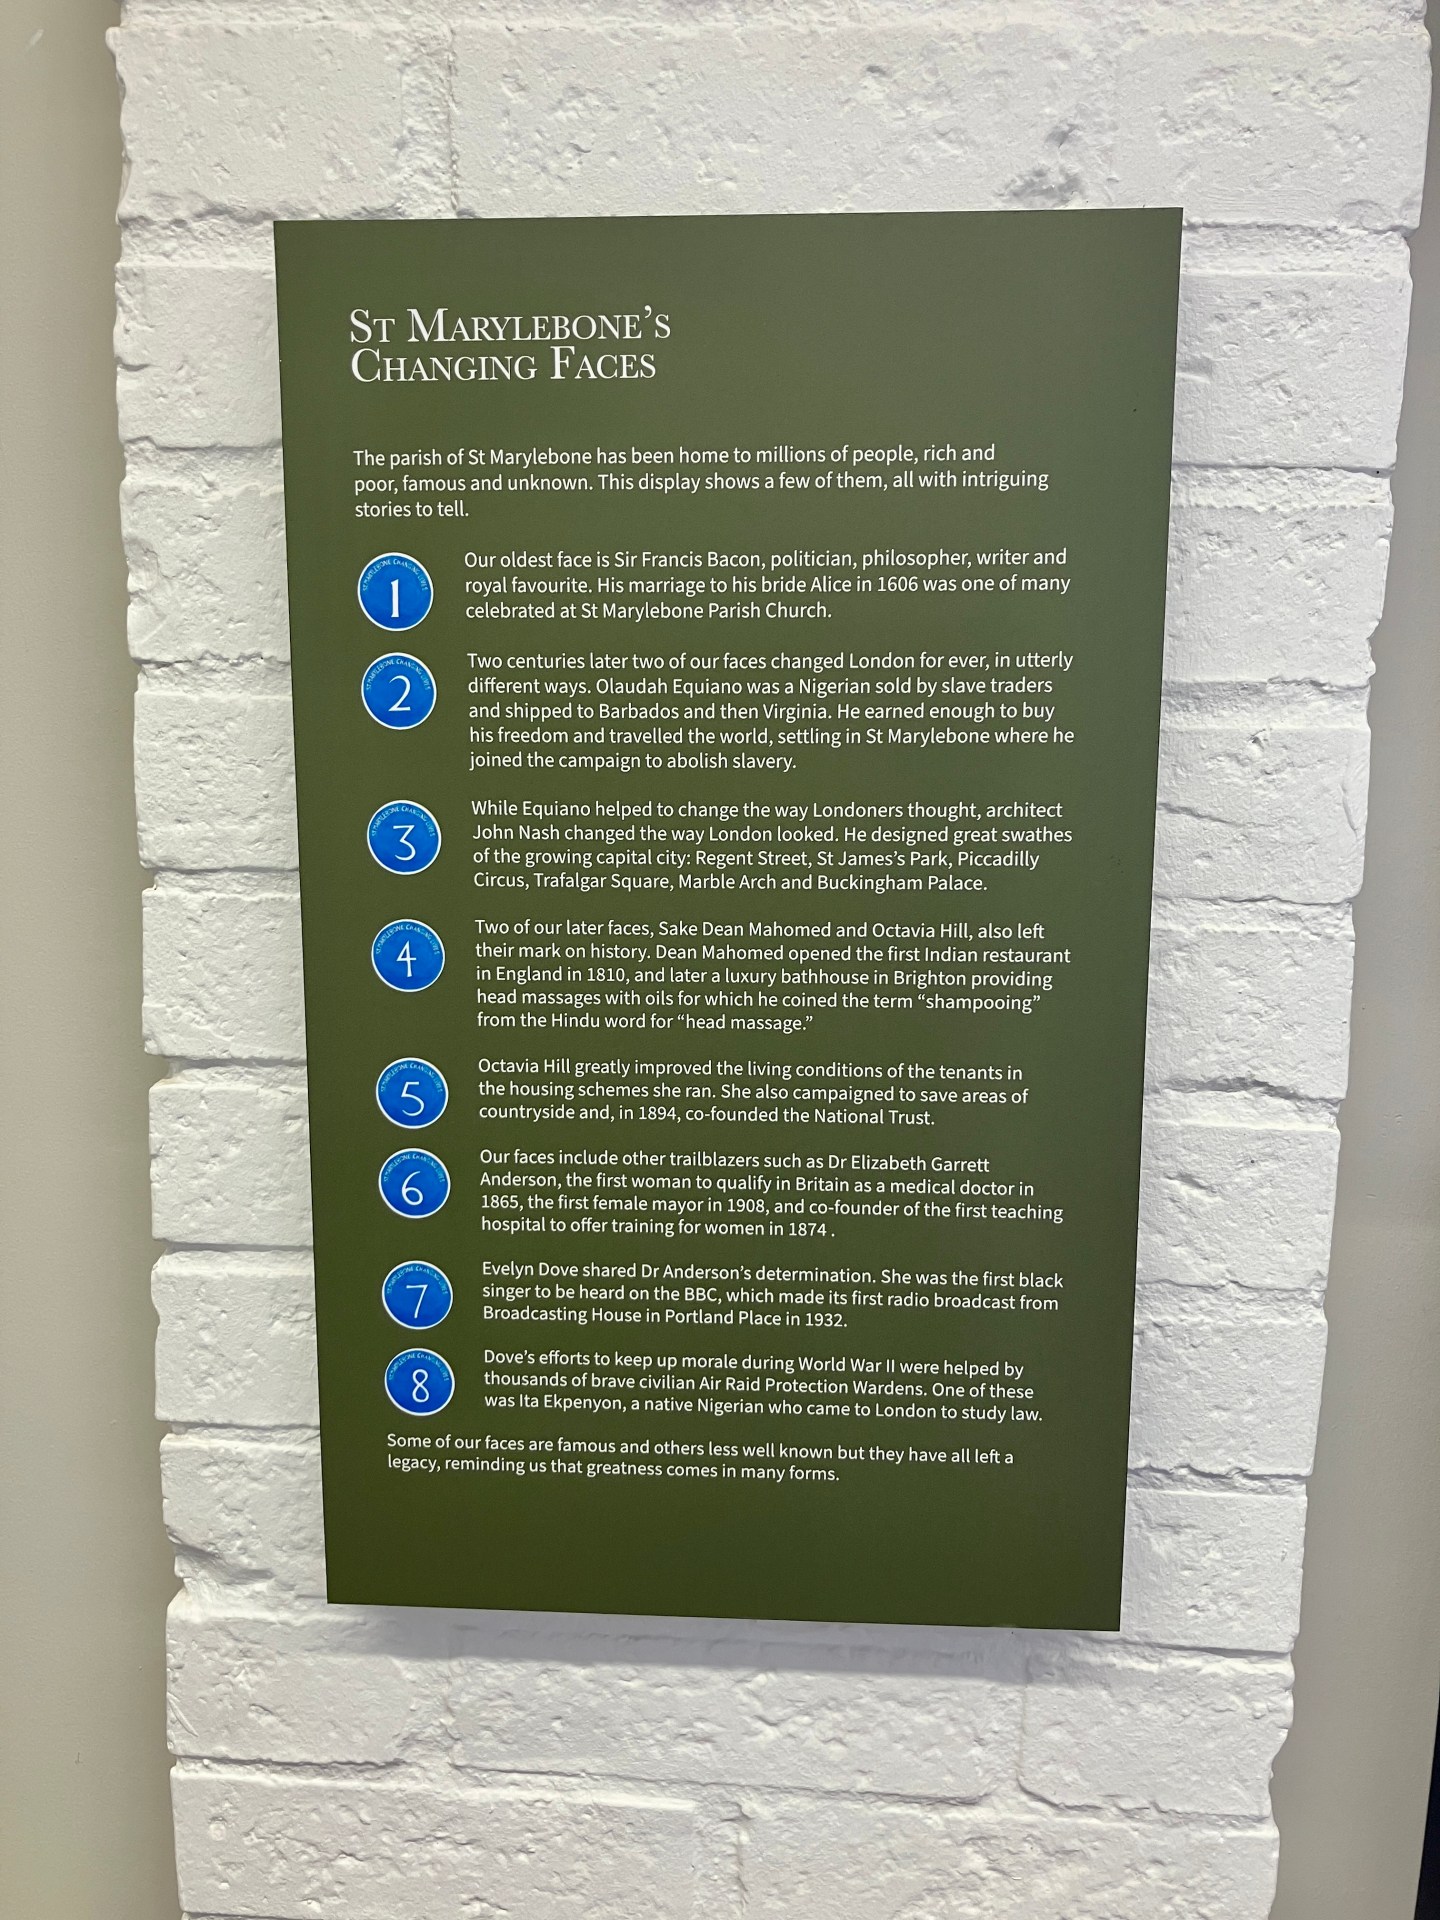 St Marylebone's
Changing Faces
The parish of St Marylebone has been home to millions of people, rich and
poor, famous and unknown. This display shows a few of them, all with intriguing
stories to tell.
1
Our oldest face is Sir Francis Bacon, politician, philosopher, writer and
royal favourite. His marriage to his bride Alice in 1606 was one of many
celebrated at St Marylebone Parish Church.
2
Two centuries later two of our faces changed London for ever, in utterly
different ways. Olaudah Equiano was a Nigerian sold by slave traders
and shipped to Barbados and then Virginia. He earned enough to buy
his freedom and travelled the world, settling in St Marylebone where he
joined the campaign to abolish slavery.
3
While Equiano helped to change the way Londoners thought, architect
John Nash changed the way London looked. He designed great swathes
of the growing capital city: Regent Street, St James's Park, Piccadilly
Circus, Trafalgar Square, Marble Arch and Buckingham Palace.
4
Two of our later faces, Sake Dean Mahomed and Octavia Hill, also left
their mark on history. Dean Mahomed opened the first Indian restaurant
in England in 1810, and later a luxury bathhouse in Brighton providing
head massages with oils for which he coined the term “shampooing”
from the Hindu word for “head massage.”
5
Octavia Hill greatly improved the living conditions of the tenants in
the housing schemes she ran. She also campaigned to save areas of
countryside and, in 1894, co-founded the National Trust.
6
Our faces include other trailblazers such as Dr Elizabeth Garrett
Anderson, the first woman to qualify in Britain as a medical doctor in
1865, the first female mayor in 1908, and co-founder of the first teaching
hospital to offer training for women in 1874 .
7
Evelyn Dove shared Dr Anderson's determination. She was the first black
singer to be heard on the BBC, which made its first radio broadcast from
Broadcasting House in Portland Place in 1932.
8
Dove's efforts to keep up morale during World War II were helped by
thousands of brave civilian Air Raid Protection Wardens. One of these
was Ita Ekpenyon, a native Nigerian who came to London to study law.
Some of our faces are famous and others less well known but they have all left a
legacy, reminding us that greatness comes in many forms.